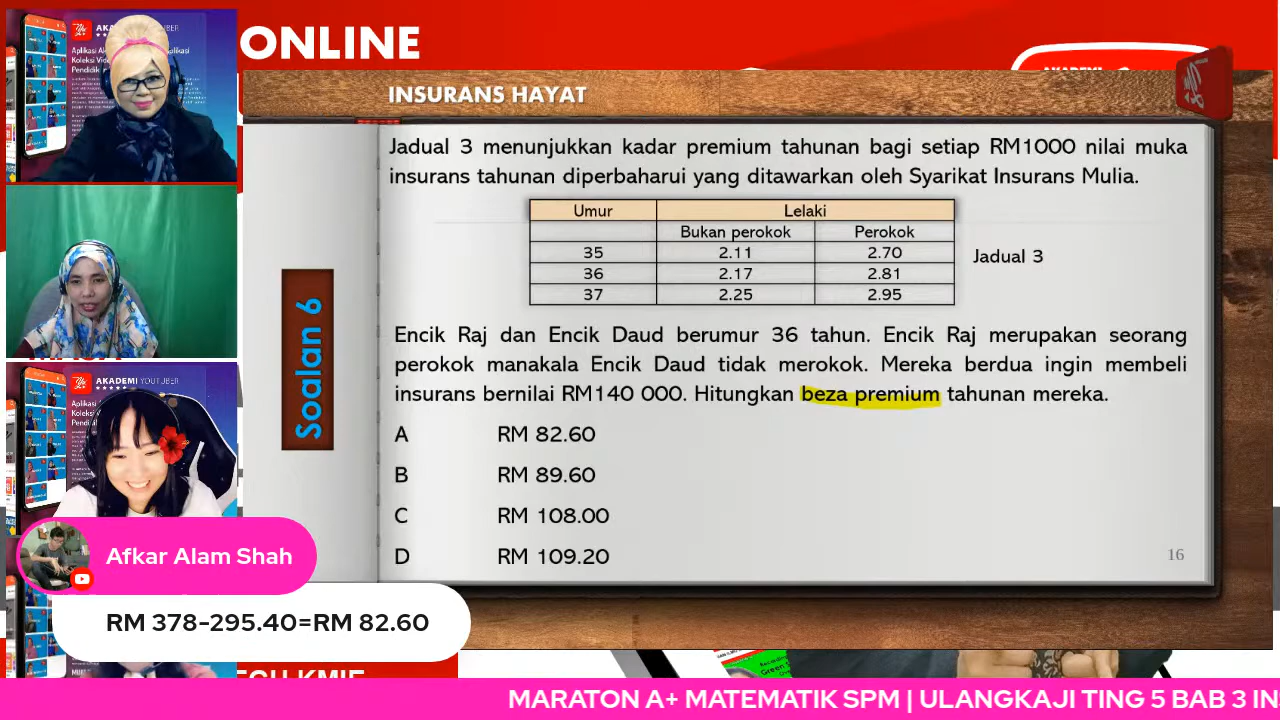 ONLINE
AKADEMI
INSURANS HAYAT
Jadual 3 menunjukkan kadar premium tahunan bagi setiap RM1000 nilai muka
insurans tahunan diperbaharui yang ditawarkan oleh Syarikat Insurans Mulia.
Umur Lelaki
Bukan perokok Perokok
35 2.11 2.70
36 2.17 2.81
37 2.25 2.95
Jadual 3
Soalan 6
Encik Raj dan Encik Daud berumur 36 tahun. Encik Raj merupakan seorang
perokok manakala Encik Daud tidak merokok. Mereka berdua ingin membeli
insurans bernilai RM140 000. Hitungkan beza premium tahunan mereka.
A RM 82.60
B RM 89.60
C RM 108.00
D RM 109.20
16
AKADEMI YOUTUBER
Afkar Alam Shah
RM 378-295.40=RM 82.60
MARATON A+ MATEMATIK SPM | ULANGKAJI TING 5 BAB 3 INS